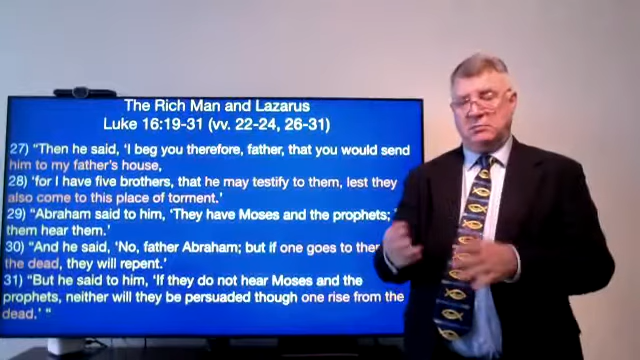 The Rich Man and Lazarus
Luke 16:19-31 (vv. 22-24, 26-31)
27) “Then he said, ‘I beg you therefore, father, that you would send
him to my father's house,
28) ‘for I have five brothers, that he may testify to them, lest they
also come to this place of torment.’
29) “Abraham said to him, ‘They have Moses and the prophets;
them hear them.’
30) “And he said, ‘No, father Abraham; but if one goes to
the dead, they will repent.’
31) “But he said to him, ‘If they do not hear Moses and the
prophets, neither will they be persuaded though one rise from the
dead.’ “